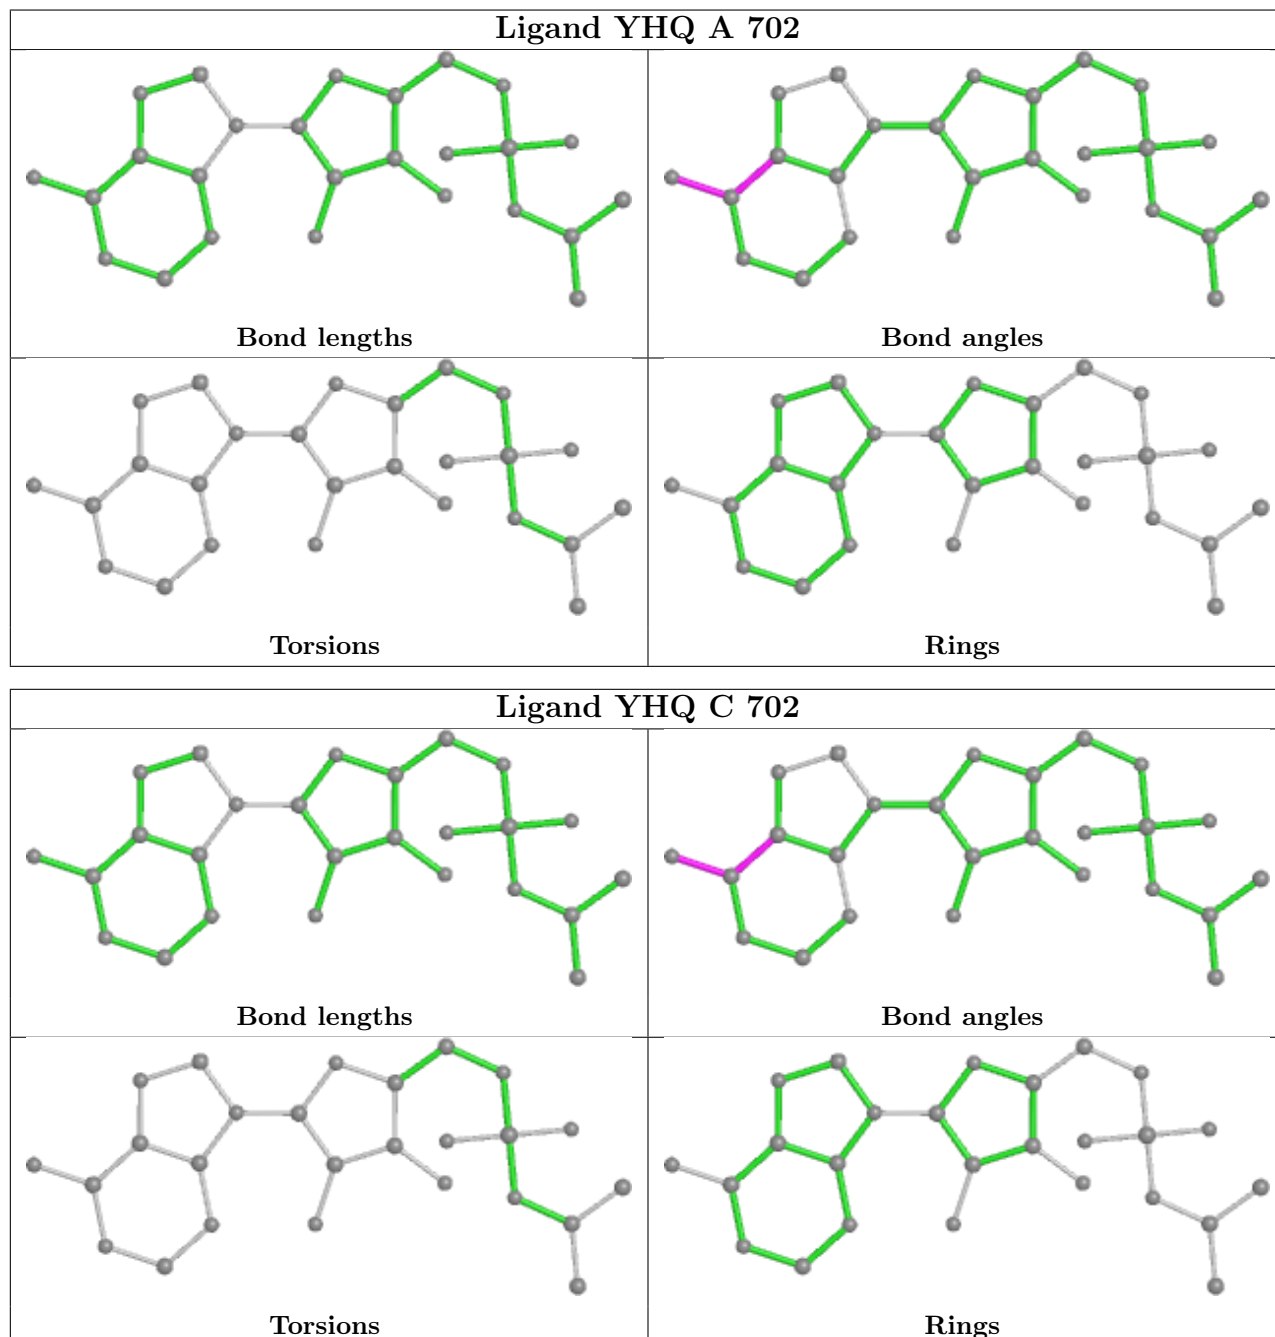 Ligand YHQ A 702
Bond lengths
Bond angles
Torsions
Rings
Ligand YHQ C 702
Bond lengths
Bond angles
Torsions
Rings